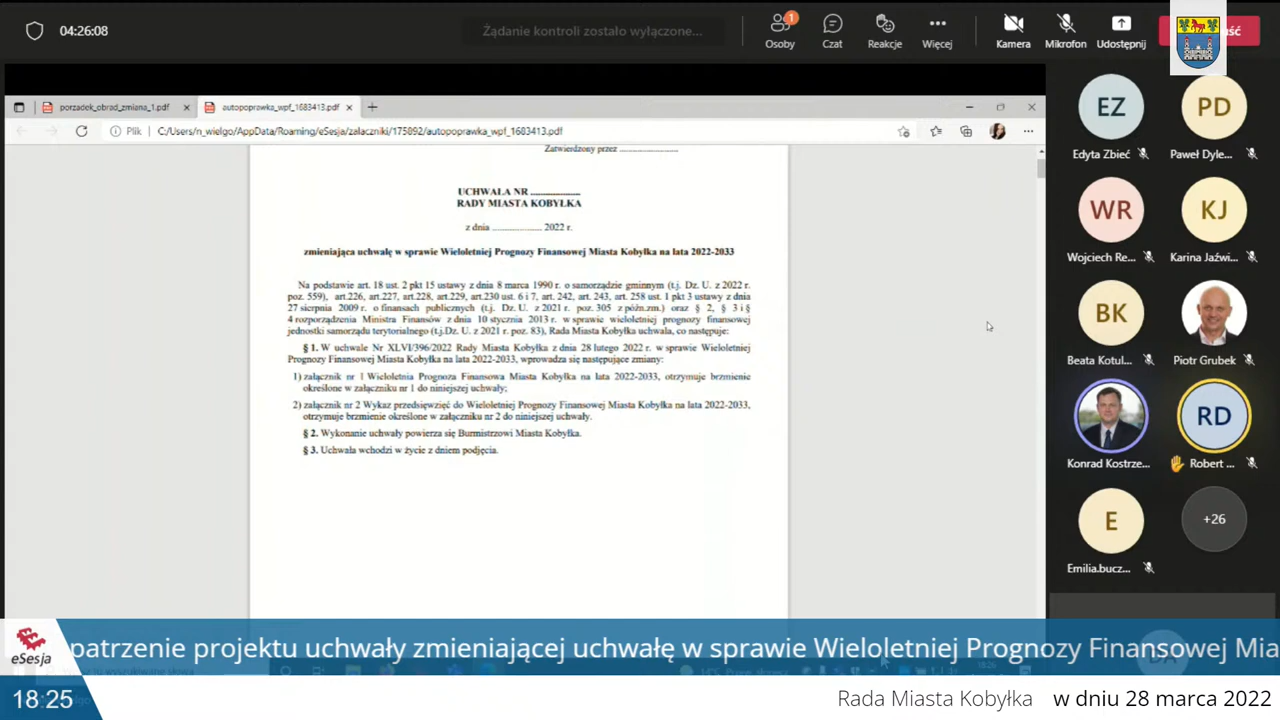 04:26:08
Żądanie kontroli zostało wyłączone...
1
Osoby
Czat
Reakcje
Więcej
Kamera
Mikrofon
Udostępnij
ść
porzadek_obrad_zmiana_1.pdf
autopoprawka_wpf_1683413.pdf
Plik
C:/Users/n_wielgo/AppData/Roaming/eSesja/zalaczniki/175892/autopoprawka_wpf_1683413.pdf
Zatwierdzony przez ....................
UCHWAŁA NR ....................
RADY MIASTA KOBYŁKA
z dnia .................... 2022 r.
zmieniająca uchwałę w sprawie Wieloletniej Prognozy Finansowej Miasta Kobyłka na lata 2022-2033
Na podstawie art. 18 ust. 2 pkt 15 ustawy z dnia 8 marca 1990 r. o samorządzie gminnym (t.j. Dz. U. z 2022 r.
poz. 559), art.226, art.227, art.228, art.229, art.230 ust. 6 i 7, art. 242, art. 243, art. 258 ust. 1 pkt 3 ustawy z dnia
27 sierpnia 2009 r. o finansach publicznych (t.j. Dz. U. z 2021 r. poz. 305 z późn.zm.) oraz § 2, § 3 i §
4 rozporządzenia Ministra Finansów z dnia 10 stycznia 2013 r. w sprawie wieloletniej prognozy finansowej
jednostki samorządu terytorialnego (t.j.Dz. U. z 2021 r. poz. 83), Rada Miasta Kobyłka uchwala, co następuje:
§ 1. W uchwale Nr XLVI/396/2022 Rady Miasta Kobyłka z dnia 28 lutego 2022 r. w sprawie Wieloletniej
Prognozy Finansowej Miasta Kobyłka na lata 2022-2033, wprowadza się następujące zmiany:
1) załącznik nr 1 Wieloletnia Prognoza Finansowa Miasta Kobyłka na lata 2022-2033, otrzymuje brzmienie
określone w załączniku nr 1 do niniejszej uchwały;
2) załącznik nr 2 Wykaz przedsięwzięć do Wieloletniej Prognozy Finansowej Miasta Kobyłka na lata 2022-2033,
otrzymuje brzmienie określone w załączniku nr 2 do niniejszej uchwały.
§ 2. Wykonanie uchwały powierza się Burmistrzowi Miasta Kobyłka.
§ 3. Uchwała wchodzi w życie z dniem podjęcia.
EZ
PD
Edyta Zbieć
Paweł Dyle...
WR
KJ
Wojciech Re...
Karina Jaźwi...
BK
Beata Kotul...
Piotr Grubek
RD
Konrad Kostrze...
Robert ...
E
+26
Emilia.bucz...
eSesja
patrzenie projektu uchwały zmieniającej uchwałę w sprawie Wieloletniej Prognozy Finansowej Mia
18:25
Rada Miasta Kobyłka w dniu 28 marca 2022